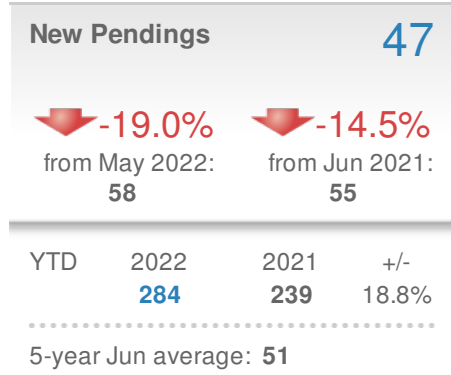 New Pendings 47
-19.0% -14.5%
from May 2022: from Jun 2021:
58 55
YTD 2022 2021 +/-
284 239 18.8%
5-year Jun average: 51